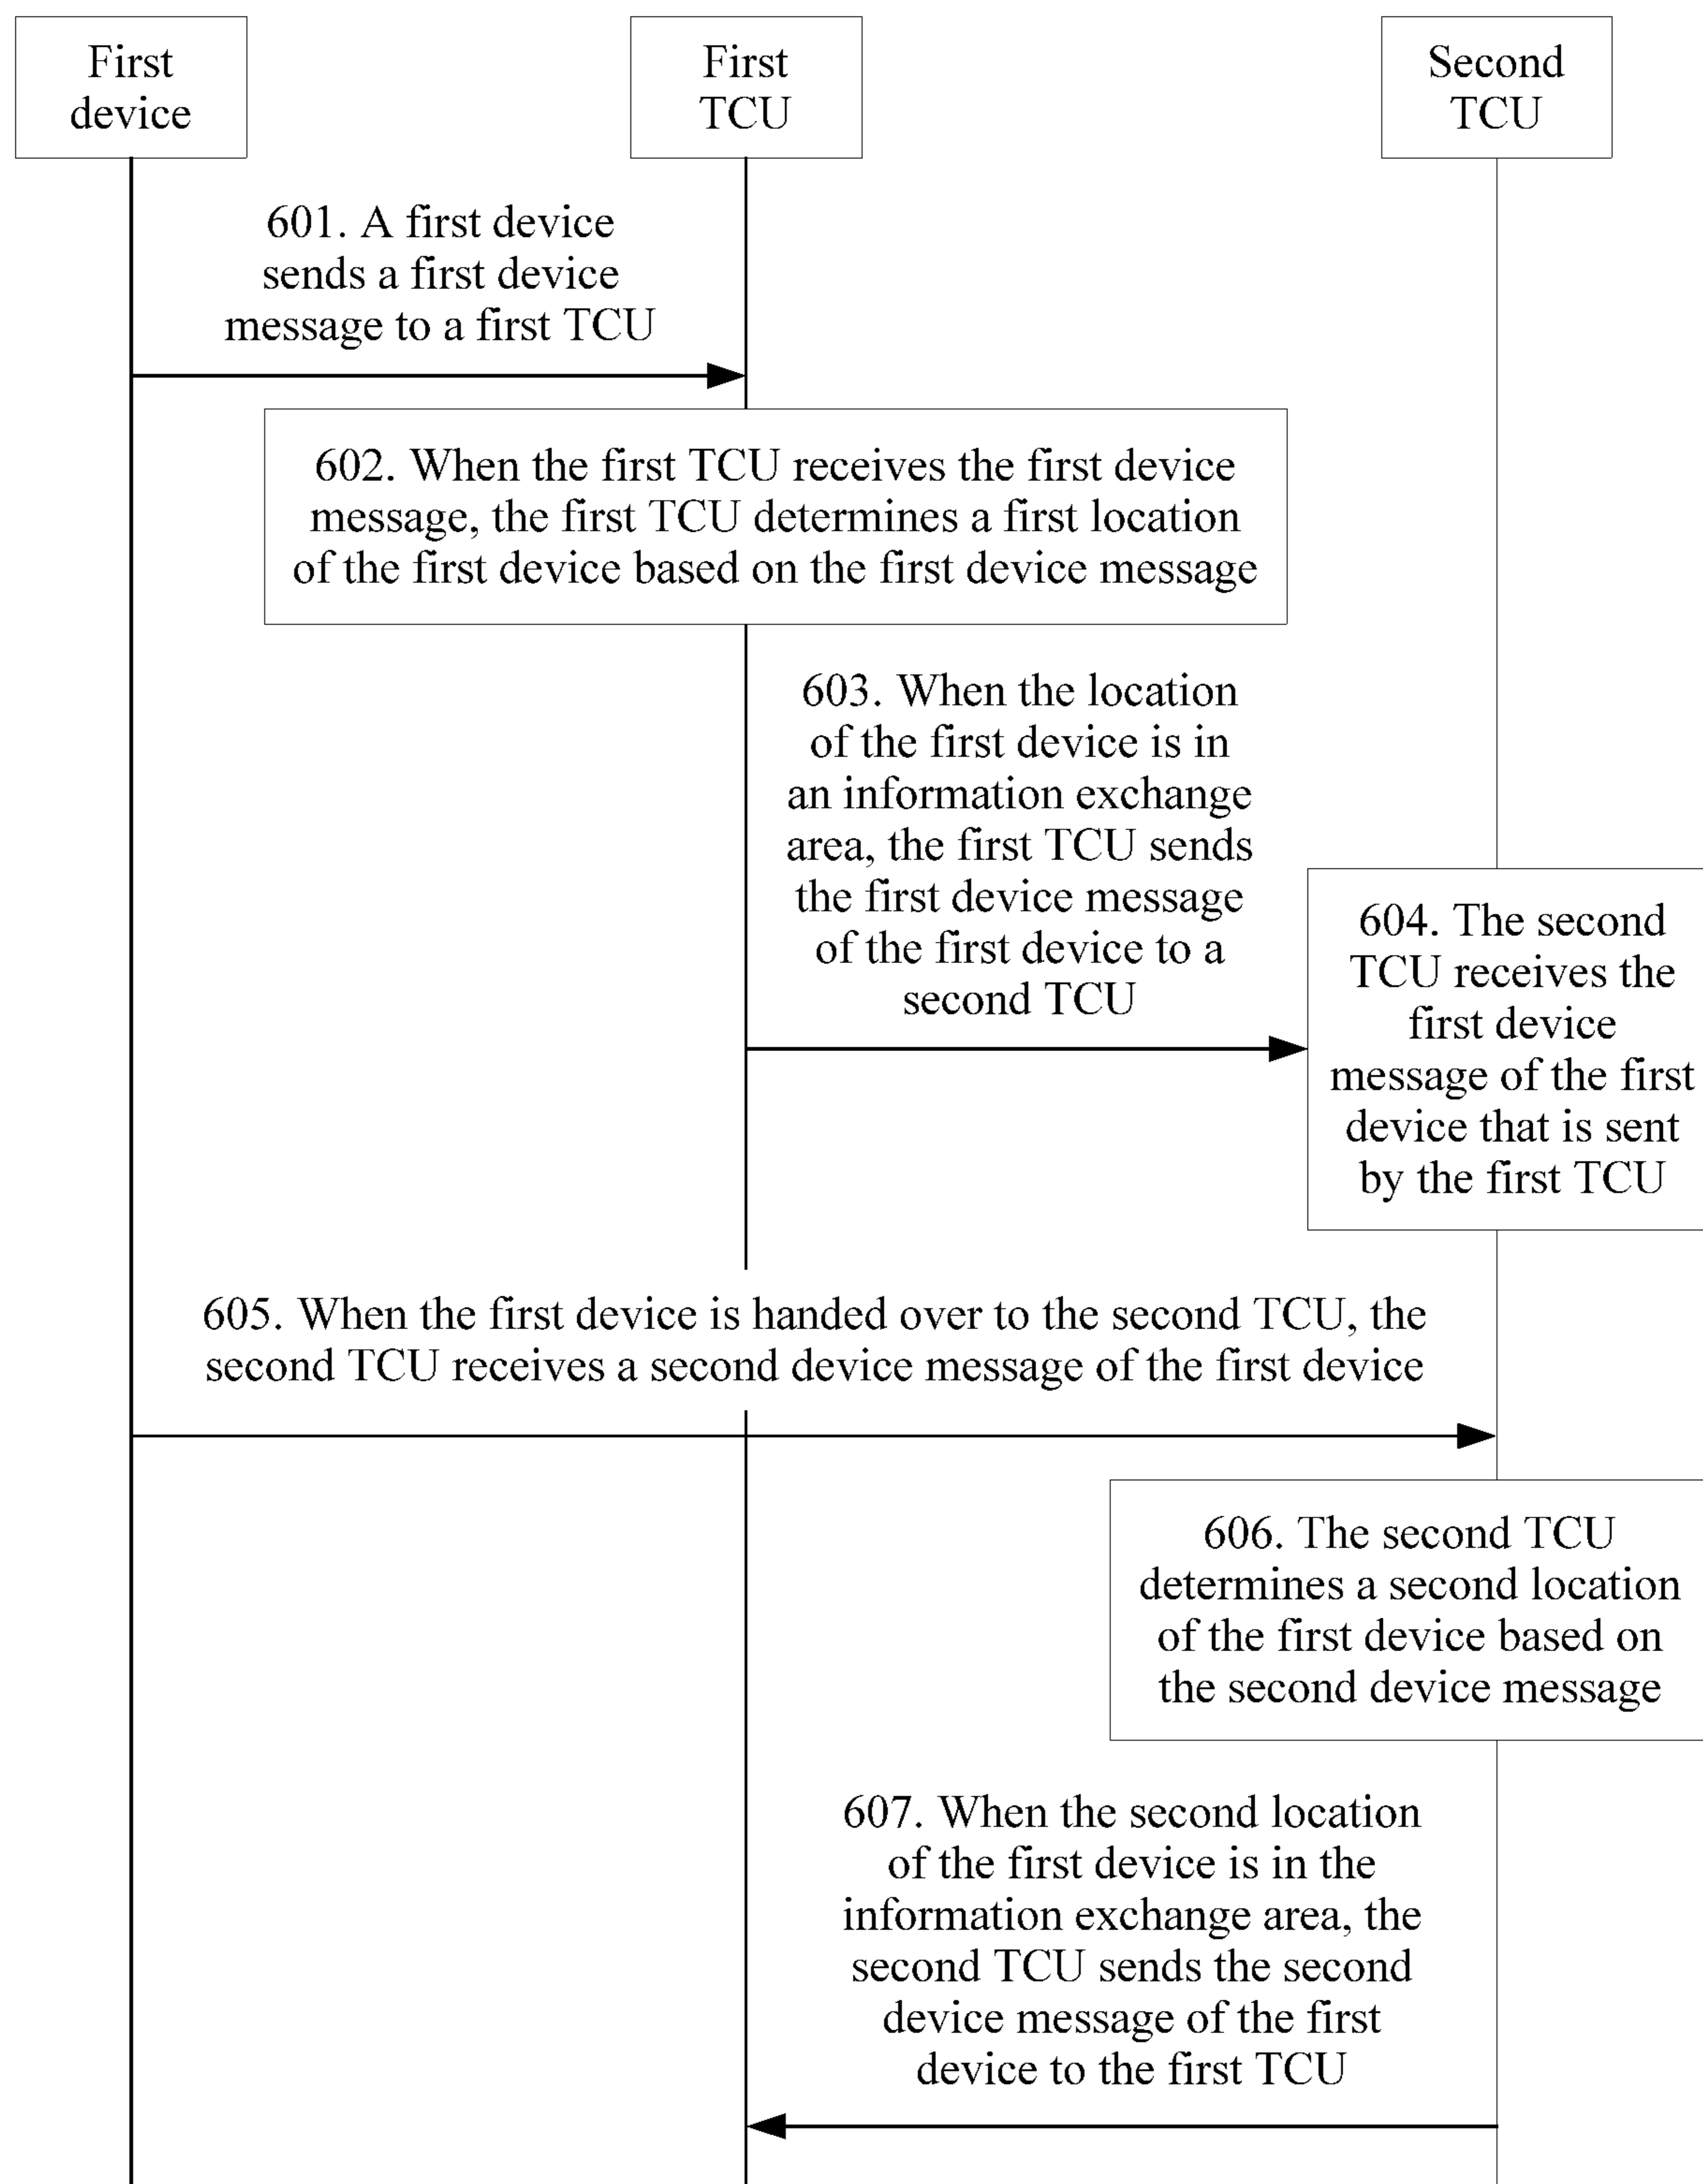 First
device
First
TCU
Second
TCU
601. A first device
sends a first device
message to a first TCU
602. When the first TCU receives the first device
message, the first TCU determines a first location
of the first device based on the first device message
603. When the location
of the first device is in
an information exchange
area, the first TCU sends
the first device message
of the first device to a
second TCU
604. The second
TCU receives the
first device
message of the first
device that is sent
by the first TCU
605. When the first device is handed over to the second TCU, the
second TCU receives a second device message of the first device
606. The second TCU
determines a second location
of the first device based on
the second device message
607. When the second location
of the first device is in the
information exchange area, the
second TCU sends the second
device message of the first
device to the first TCU